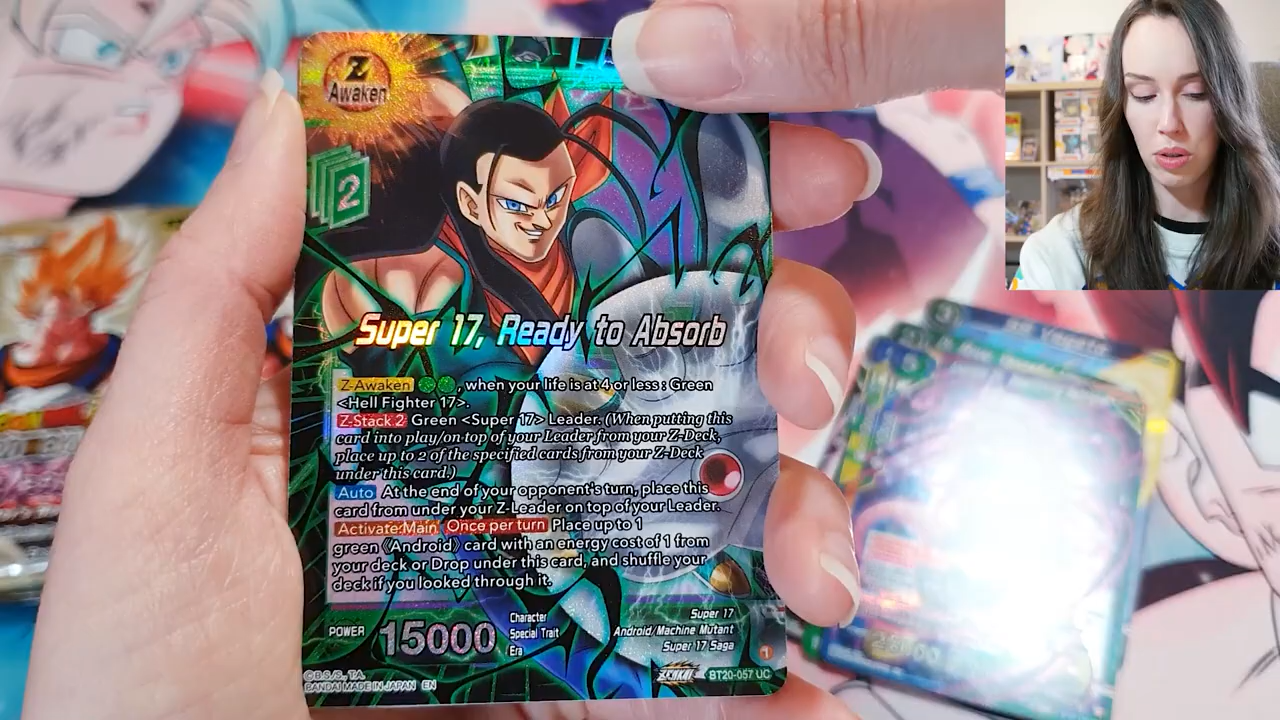 Z
Awaken
2
Super 17, Ready to Absorb
Z-Awaken , when your life is at 4 or less : Green
<Hell Fighter 17>.
Z-Stack 2 Green <Super 17> Leader. (When putting this
card into play/on top of your Leader from your Z-Deck,
place up to 2 of the specified cards from your Z-Deck
under this card.)
Auto At the end of your opponent's turn, place this
card from under your Z-Leader on top of your Leader.
Activate:Main Once per turn Place up to 1
green 《Android》 card with an energy cost of 1 from
your deck or Drop under this card, and shuffle your
deck if you looked through it.
POWER 15000
Character Super 17
Special Trait Android/Machine Mutant
Era Super 17 Saga
©B.S./S., T.A.
BANDAI MADE IN JAPAN EN
ZENKAI
BT20-057 UC